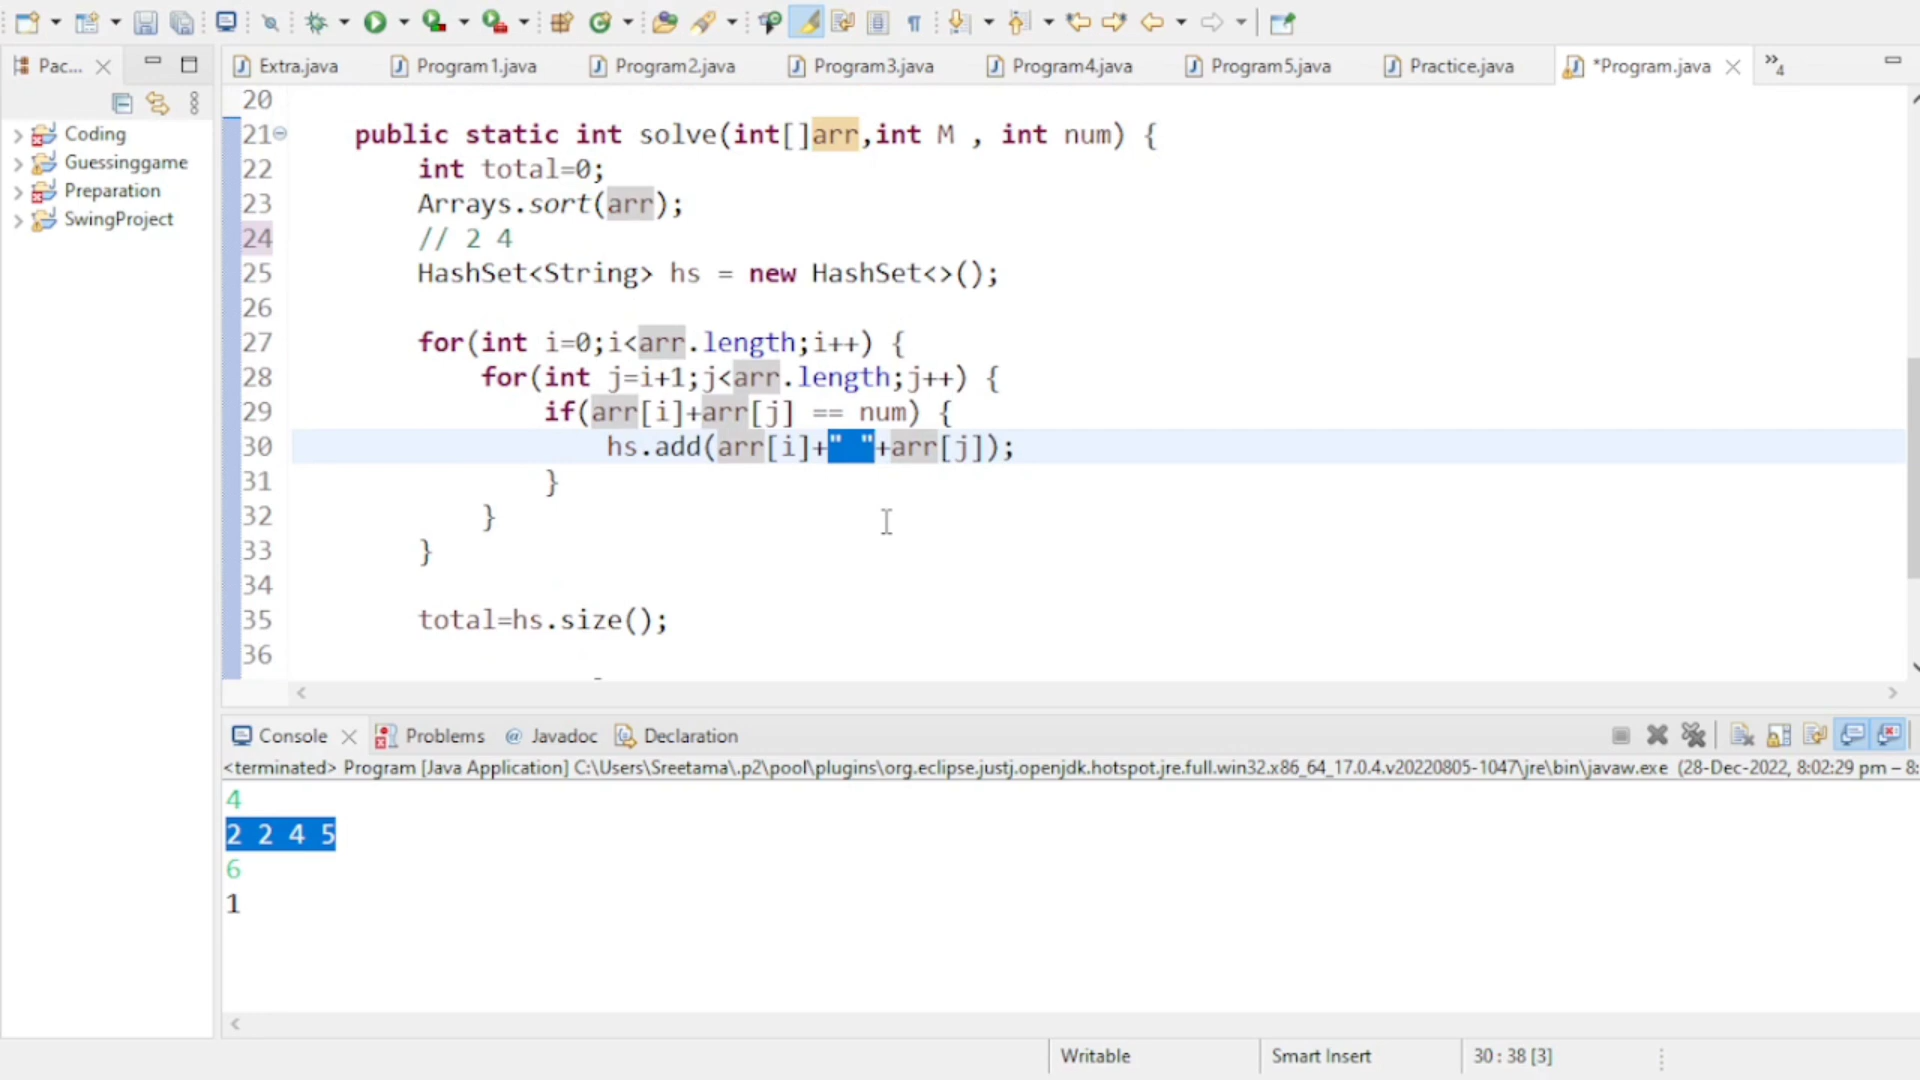 Pac...
Extra.java
Program1.java
Program2.java
Program3.java
Program4.java
Program5.java
Practice.java
*Program.java
»4
Coding
Guessinggame
Preparation
SwingProject
20
21 public static int solve(int[]arr,int M , int num) {
22 int total=0;
23 Arrays.sort(arr);
24 // 2 4
25 HashSet<String> hs = new HashSet<>();
26
27 for(int i=0;i<arr.length;i++) {
28 for(int j=i+1;j<arr.length;j++) {
29 if(arr[i]+arr[j] == num) {
30 hs.add(arr[i]+" "+arr[j]);
31 }
32 }
33 }
34
35 total=hs.size();
36
Console
Problems
@ Javadoc
Declaration
<terminated> Program [Java Application] C:\Users\Sreetama\.p2\pool\plugins\org.eclipse.justj.openjdk.hotspot.jre.full.win32.x86_64_17.0.4.v20220805-1047\jre\bin\javaw.exe (28-Dec-2022, 8:02:29 pm – 8:
4
2 2 4 5
6
1
Writable
Smart Insert
30 : 38 [3]